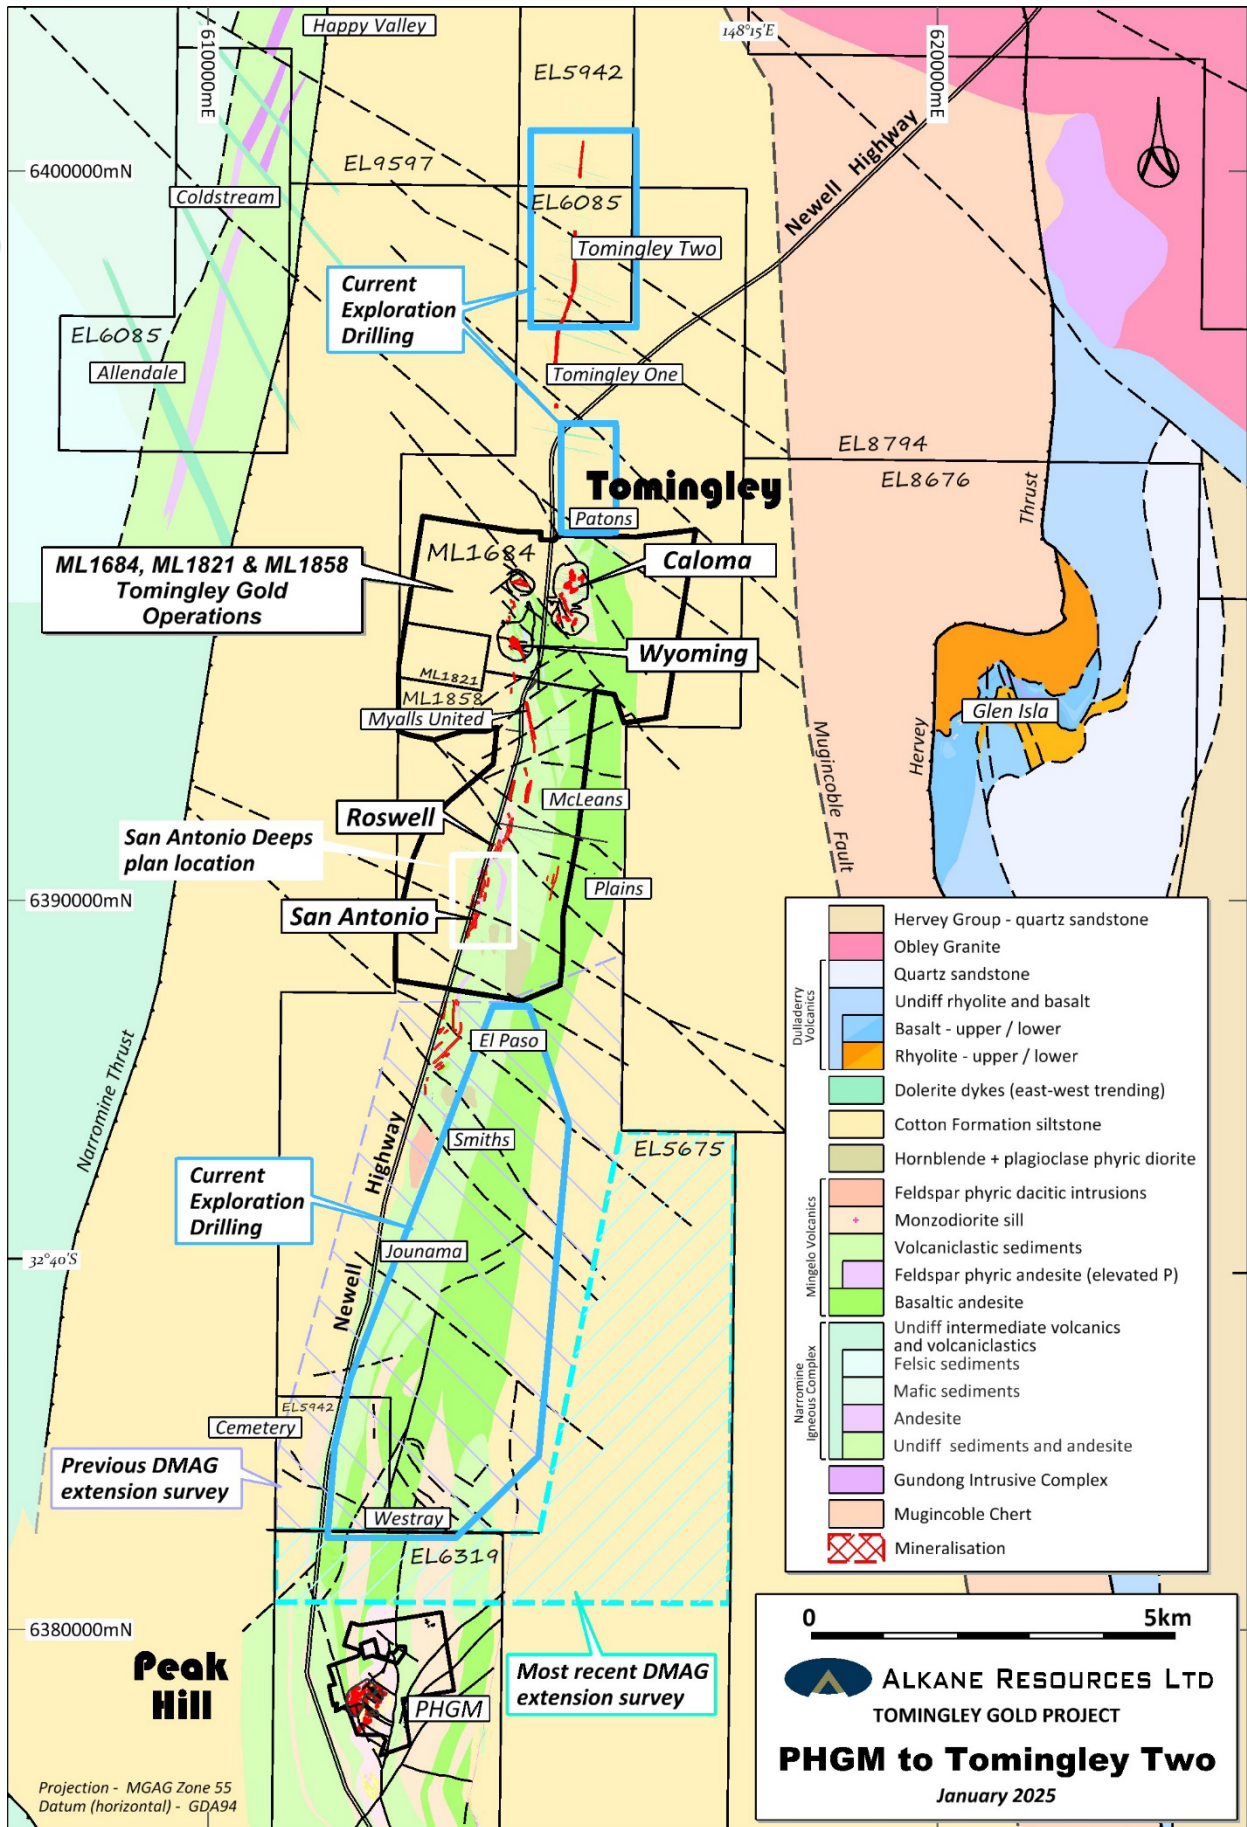 Happy Valley
610000mE
148°15'E
620000mE
EL5942
Newell Highway
6400000mN
EL9597
Coldstream
EL6085
Tomingley Two
Current
Exploration
Drilling
EL6085
Allendale
Tomingley One
EL8794
EL8676
Tomingley
Patons
Thrust
ML1684, ML1821 & ML1858
Tomingley Gold
Operations
ML1684
Caloma
Wyoming
ML1821
ML1858
Myalls United
Glen Isla
Mugincoble Fault
Hervey
McLeans
Roswell
San Antonio Deeps
plan location
Plains
6390000mN
San Antonio
El Paso
Narromine Thrust
Smiths
EL5675
Newell Highway
Current
Exploration
Drilling
Jounama
32°40'S
EL5942
Cemetery
Previous DMAG
extension survey
Westray
EL6319
6380000mN
Peak
Hill
PHGM
Most recent DMAG
extension survey
Projection - MGAG Zone 55
Datum (horizontal) - GDA94
Hervey Group - quartz sandstone
Obley Granite
Dulladerry
Volcanics
Quartz sandstone
Undiff rhyolite and basalt
Basalt - upper / lower
Rhyolite - upper / lower
Dolerite dykes (east-west trending)
Cotton Formation siltstone
Hornblende + plagioclase phyric diorite
Mingelo Volcanics
Feldspar phyric dacitic intrusions
Monzodiorite sill
Volcaniclastic sediments
Feldspar phyric andesite (elevated P)
Basaltic andesite
Narromine
Igneous Complex
Undiff intermediate volcanics
and volcaniclastics
Felsic sediments
Mafic sediments
Andesite
Undiff sediments and andesite
Gundong Intrusive Complex
Mugincoble Chert
Mineralisation
0 5km
ALKANE RESOURCES LTD
TOMINGLEY GOLD PROJECT
PHGM to Tomingley Two
January 2025